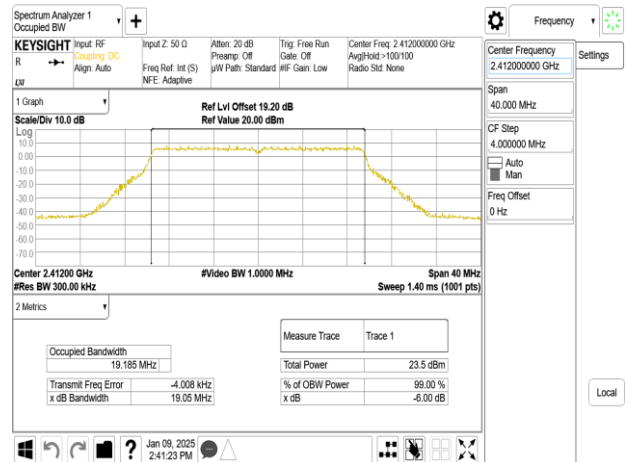 Spectrum Analyzer 1
Occupied BW
KEYSIGHT
R
LXI
Input: RF
Coupling: DC
Align: Auto
Input Z: 50 Ω
Freq Ref: Int (S)
NFE: Adaptive
Atten: 20 dB
Preamp: Off
µW Path: Standard
Trig: Free Run
Gate: Off
#IF Gain: Low
Center Freq: 2.412000000 GHz
Avg|Hold:>100/100
Radio Std: None
1 Graph
Scale/Div 10.0 dB
Ref Lvl Offset 19.20 dB
Ref Value 20.00 dBm
Log
10.0
0.00
-10.0
-20.0
-30.0
-40.0
-50.0
-60.0
-70.0
Center 2.41200 GHz
#Video BW 1.0000 MHz
Span 40 MHz
#Res BW 300.00 kHz
Sweep 1.40 ms (1001 pts)
2 Metrics
Occupied Bandwidth
19.185 MHz
Transmit Freq Error -4.008 kHz
x dB Bandwidth 19.05 MHz
Measure Trace Trace 1
Total Power 23.5 dBm
% of OBW Power 99.00 %
x dB -6.00 dB
?
Jan 09, 2025
2:41:23 PM
Frequency
Center Frequency
2.412000000 GHz
Settings
Span
40.000 MHz
CF Step
4.000000 MHz
Auto
Man
Freq Offset
0 Hz
Local